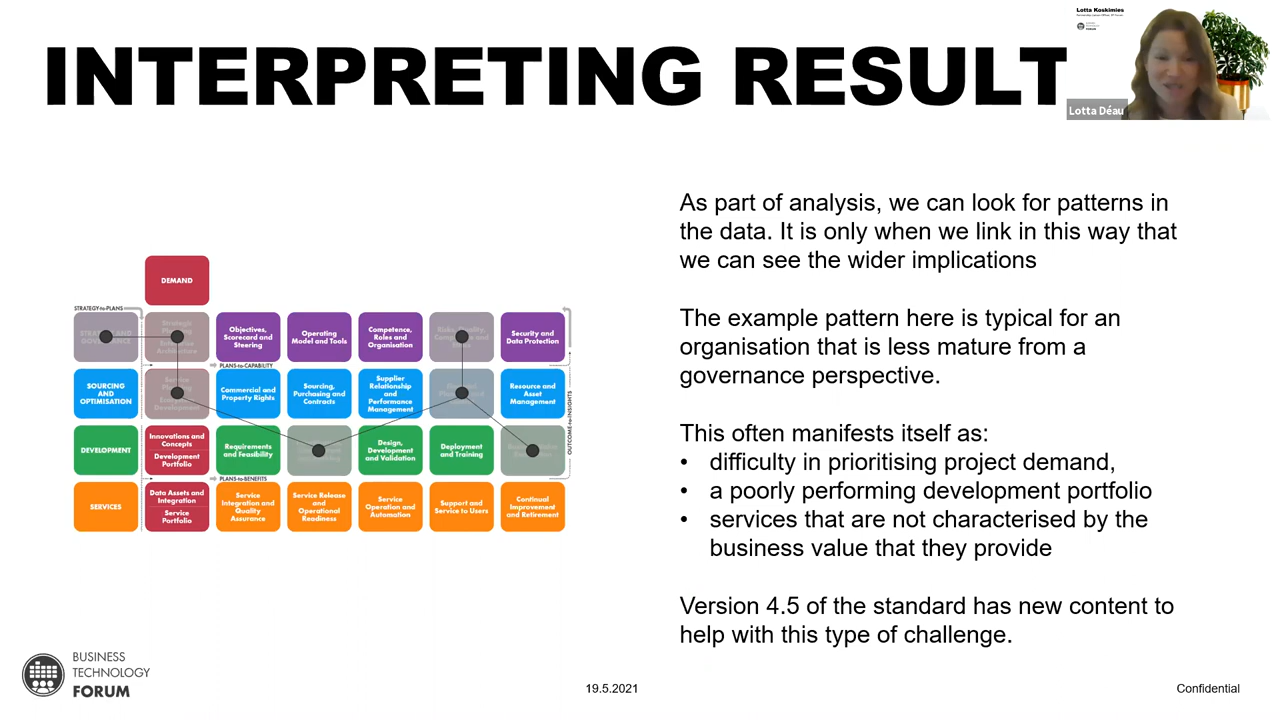 INTERPRETING RESULT
Lotta Koskimies
Lotta Déau
As part of analysis, we can look for patterns in
the data. It is only when we link in this way that
we can see the wider implications
The example pattern here is typical for an
organisation that is less mature from a
governance perspective.
This often manifests itself as:
• difficulty in prioritising project demand,
• a poorly performing development portfolio
• services that are not characterised by the
business value that they provide
Version 4.5 of the standard has new content to
help with this type of challenge.
DEMAND
STRATEGY-to-PLANS
Objectives,
Scorecard and
Steering
Operating
Model and Tools
Competence,
Roles and
Organisation
Security and
Data Protection
PLANS-to-CAPABILITY
SOURCING
AND
OPTIMISATION
Commercial and
Property Rights
Sourcing,
Purchasing and
Contracts
Supplier
Relationship
and
Performance
Management
Resource and
Asset
Management
OUTCOME-to-INSIGHTS
DEVELOPMENT
Innovations and
Concepts
Development
Portfolio
Requirements
and Feasibility
Design,
Development
and Validation
Deployment
and Training
PLANS-to-BENEFITS
SERVICES
Data Assets and
Integration
Service
Portfolio
Service
Integration and
Quality
Assurance
Service Release
and
Operational
Readiness
Service
Operation and
Automation
Support and
Service to Users
Continual
Improvement
and Retirement
BUSINESS
TECHNOLOGY
FORUM
19.5.2021
Confidential